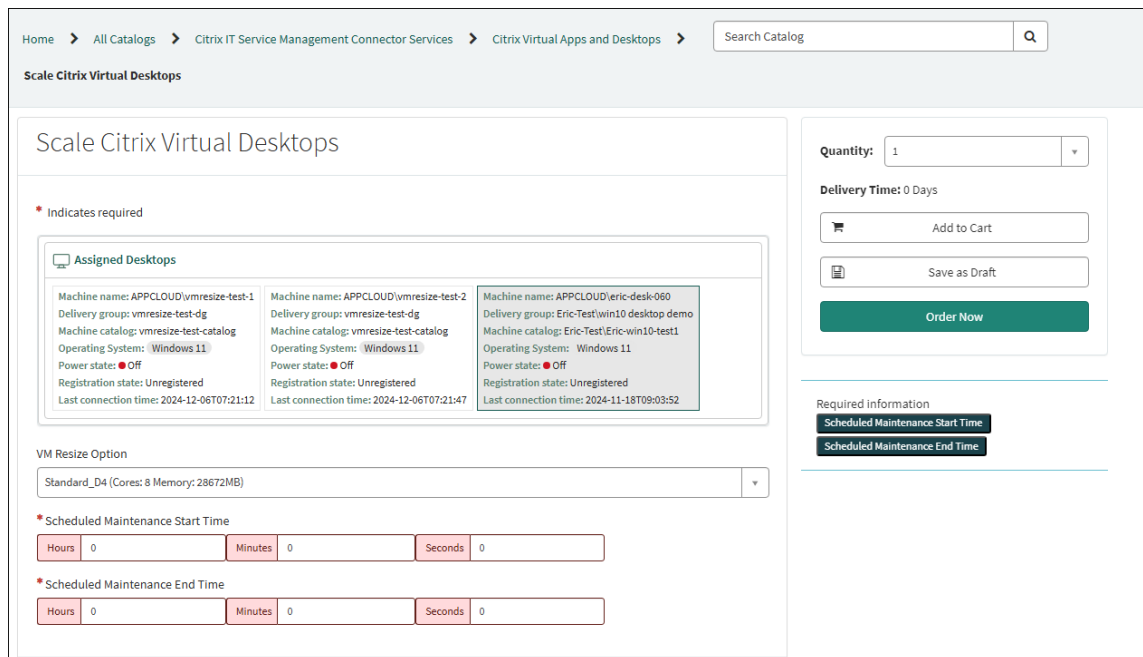 Home > All Catalogs > Citrix IT Service Management Connector Services > Citrix Virtual Apps and Desktops >
Search Catalog
Scale Citrix Virtual Desktops
Scale Citrix Virtual Desktops
* Indicates required
Assigned Desktops
Machine name: APPCLOUD\vmresize-test-1
Delivery group: vmresize-test-dg
Machine catalog: vmresize-test-catalog
Operating System: Windows 11
Power state: Off
Registration state: Unregistered
Last connection time: 2024-12-06T07:21:12
Machine name: APPCLOUD\vmresize-test-2
Delivery group: vmresize-test-dg
Machine catalog: vmresize-test-catalog
Operating System: Windows 11
Power state: Off
Registration state: Unregistered
Last connection time: 2024-12-06T07:21:47
Machine name: APPCLOUD\eric-desk-060
Delivery group: Eric-Test\win10 desktop demo
Machine catalog: Eric-Test\Eric-win10-test1
Operating System: Windows 11
Power state: Off
Registration state: Unregistered
Last connection time: 2024-11-18T09:03:52
VM Resize Option
Standard_D4 (Cores: 8 Memory: 28672MB)
* Scheduled Maintenance Start Time
Hours 0 Minutes 0 Seconds 0
* Scheduled Maintenance End Time
Hours 0 Minutes 0 Seconds 0
Quantity: 1
Delivery Time: 0 Days
Add to Cart
Save as Draft
Order Now
Required information
Scheduled Maintenance Start Time
Scheduled Maintenance End Time